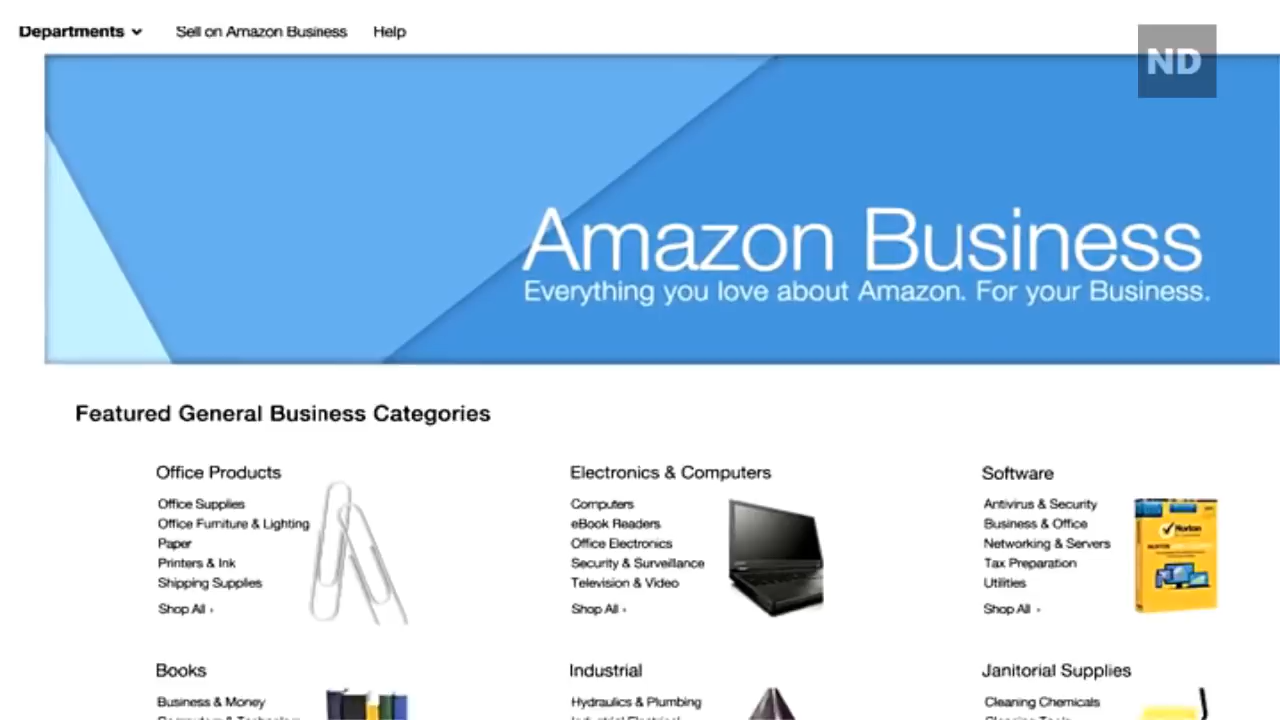 Departments
Sell on Amazon Business
Help
ND
Amazon Business
Everything you love about Amazon. For your Business.
Featured General Business Categories
Office Products
Office Supplies
Office Furniture & Lighting
Paper
Printers & Ink
Shipping Supplies
Shop All ›
Electronics & Computers
Computers
eBook Readers
Office Electronics
Security & Surveillance
Television & Video
Shop All ›
Software
Antivirus & Security
Business & Office
Networking & Servers
Tax Preparation
Utilities
Shop All ›
Norton
Books
Business & Money
Industrial
Hydraulics & Plumbing
Janitorial Supplies
Cleaning Chemicals